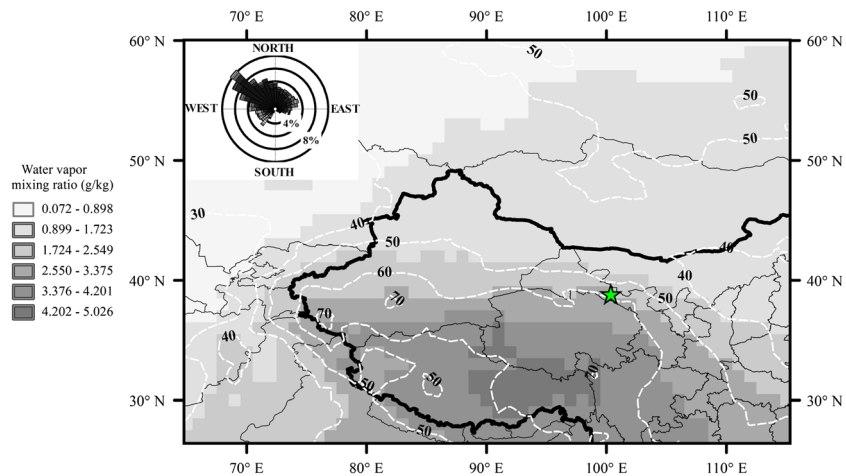 70° E 80° E 90° E 100° E 110° E
60° N 60° N
NORTH
WEST EAST
4%
8%
SOUTH
50
50
50
50° N 50° N
Water vapor
mixing ratio (g/kg)
0.072 - 0.898
0.899 - 1.723
1.724 - 2.549
2.550 - 3.375
3.376 - 4.201
4.202 - 5.026
30
40
50
40
60
40
40° N 40° N
70
50
70
40
50
50
70
30° N 30° N
50
70° E 80° E 90° E 100° E 110° E